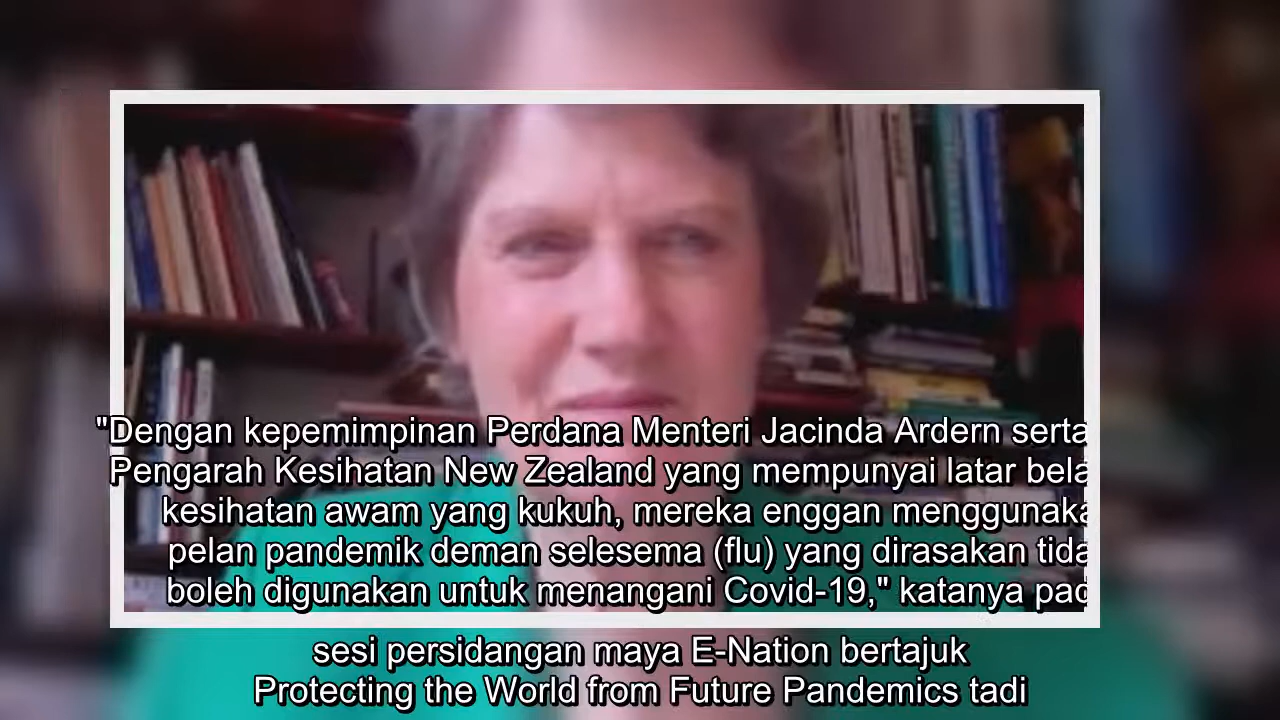 "Dengan kepemimpinan Perdana Menteri Jacinda Ardern serta
Pengarah Kesihatan New Zealand yang mempunyai latar
kesihatan awam yang kukuh, mereka enggan
pelan pandemik deman selesema (flu) yang dirasakan
boleh digunakan untuk menangani Covid-19," katanya
sesi persidangan maya E-Nation bertajuk
Protecting the World from Future Pandemics tadi